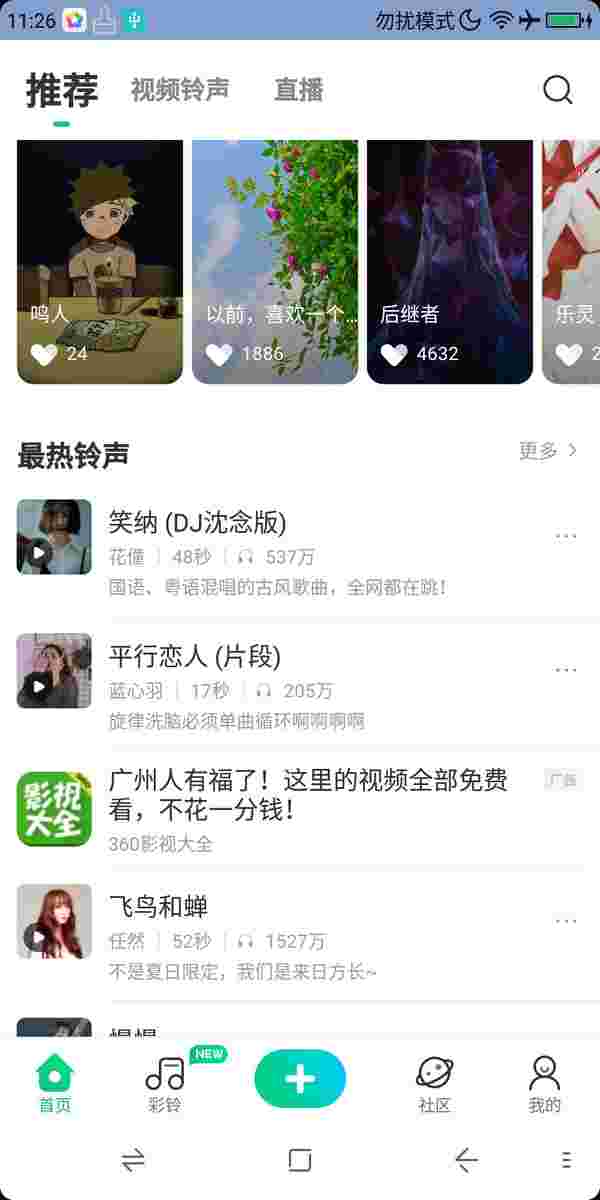 11:26
勿扰模式
推荐 视频铃声 直播
鸣人
24
以前，喜欢一个...
1886
后继者
4632
乐灵
2
最热铃声 更多
笑纳 (DJ沈念版)
花僮 48秒 537万
国语、粤语混唱的古风歌曲，全网都在跳！
平行恋人 (片段)
蓝心羽 17秒 205万
旋律洗脑必须单曲循环啊啊啊啊
影视
大全
广州人有福了！这里的视频全部免费
看，不花一分钱！
广告
360影视大全
飞鸟和蝉
任然 52秒 1527万
不是夏日限定，我们是来日方长~
NEW
首页 彩铃 社区 我的